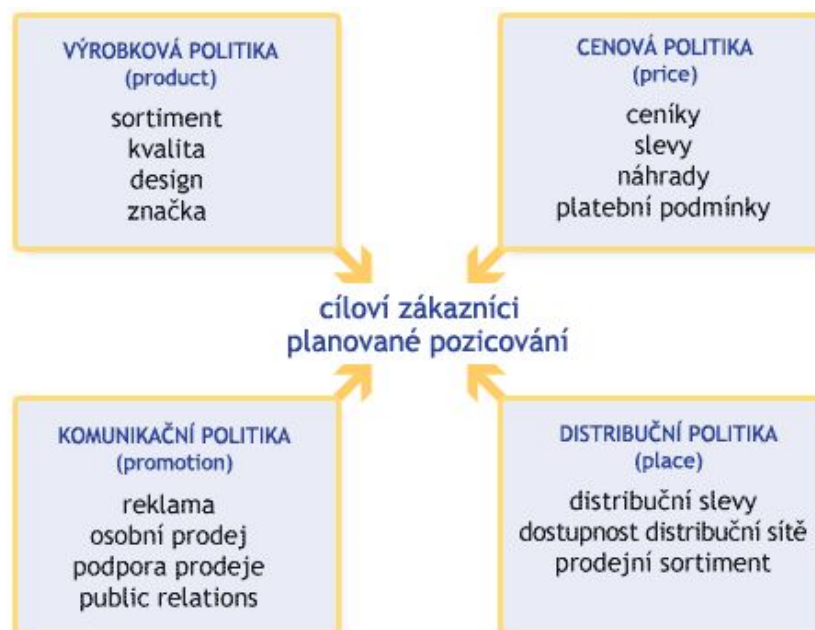 VÝROBKOVÁ POLITIKA
(product)
sortiment
kvalita
design
značka
CENOVÁ POLITIKA
(price)
ceníky
slevy
náhrady
platební podmínky
cíloví zákazníci
planované pozicování
KOMUNIKAČNÍ POLITIKA
(promotion)
reklama
osobní prodej
podpora prodeje
public relations
DISTRIBUČNÍ POLITIKA
(place)
distribuční slevy
dostupnost distribuční sítě
prodejní sortiment